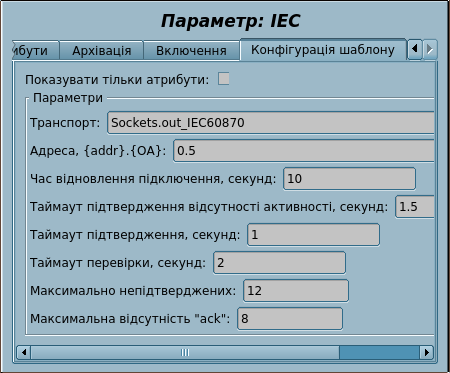 Параметр: IEC
Архівація Включення Конфігурація шаблону
Показувати тільки атрибути:
Параметри
Транспорт: Sockets.out_IEC60870
Адреса, {addr}.{OA}: 0.5
Час відновлення підключення, секунд: 10
Таймаут підтвердження відсутності активності, секунд: 1.5
Таймаут підтвердження, секунд: 1
Таймаут перевірки, секунд: 2
Максимально непідтверджених: 12
Максимальна відсутність "ack": 8